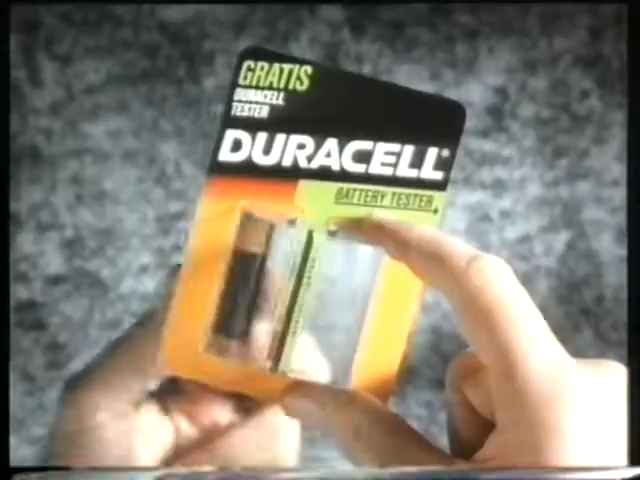 GRATIS
DURACELL
TESTER
DURACELL®
BATTERY TESTER